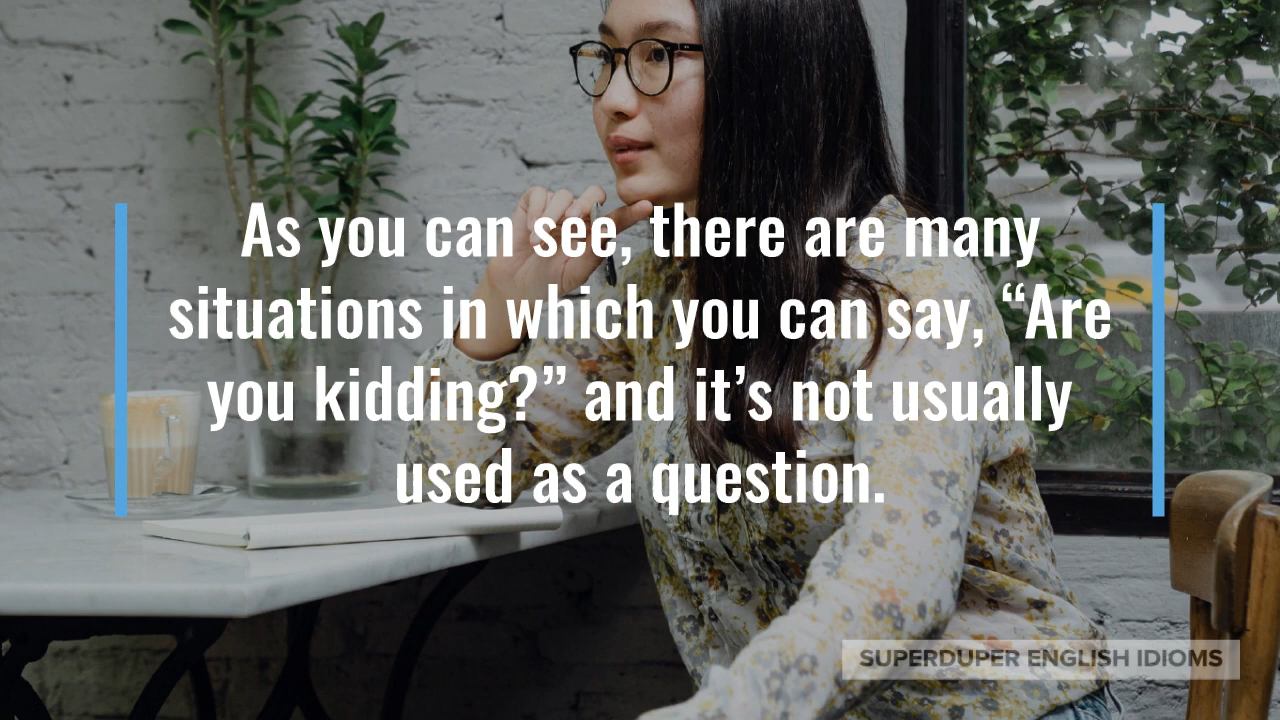 As you can see, there are many
situations in which you can say, “Are
you kidding?” and it’s not usually
used as a question.
SUPERDUPER ENGLISH IDIOMS